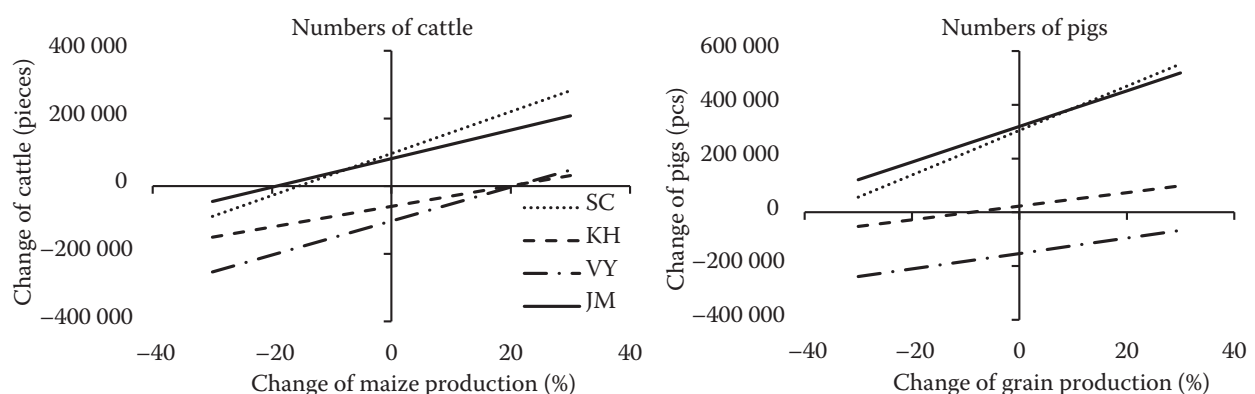 Numbers of cattle
400 000
200 000
0
−200 000
−400 000
Change of cattle (pieces)
−40
−20
0
20
40
Change of maize production (%)
SC
KH
VY
JM
Numbers of pigs
600 000
400 000
200 000
0
−200 000
−400 000
Change of pigs (pcs)
−40
−20
0
20
40
Change of grain production (%)